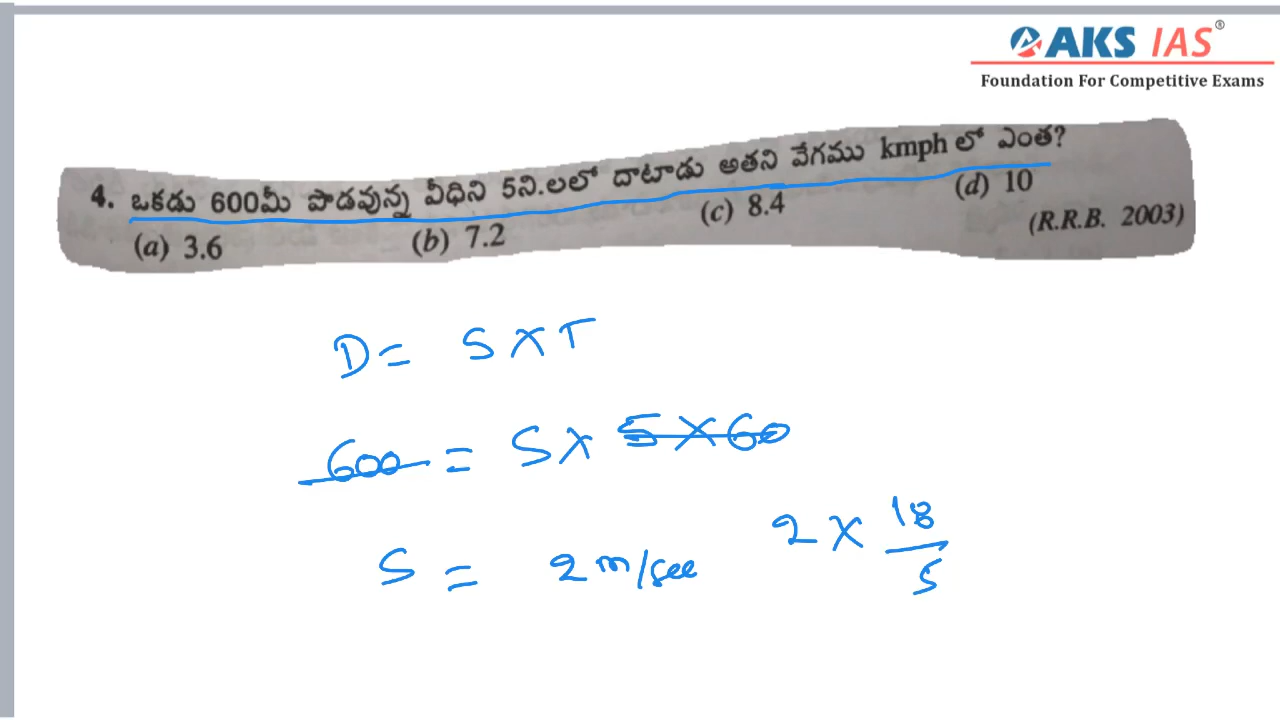 AKS IAS®
Foundation For Competitive Exams
4. ఒకడు 600మీ పొడవున్న వీధిని 5ని.లలో దాటాడు అతని వేగము kmph లో ఎంత?
(a) 3.6 (b) 7.2 (c) 8.4 (d) 10
(R.R.B. 2003)
D = S X T
600 = S X 5 X 60
S = 2 m/sec 2 X 18/5